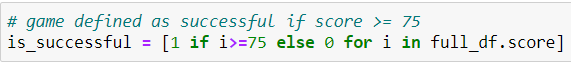 # game defined as successful if score >= 75
is_successful = [1 if i>=75 else 0 for i in full_df.score]